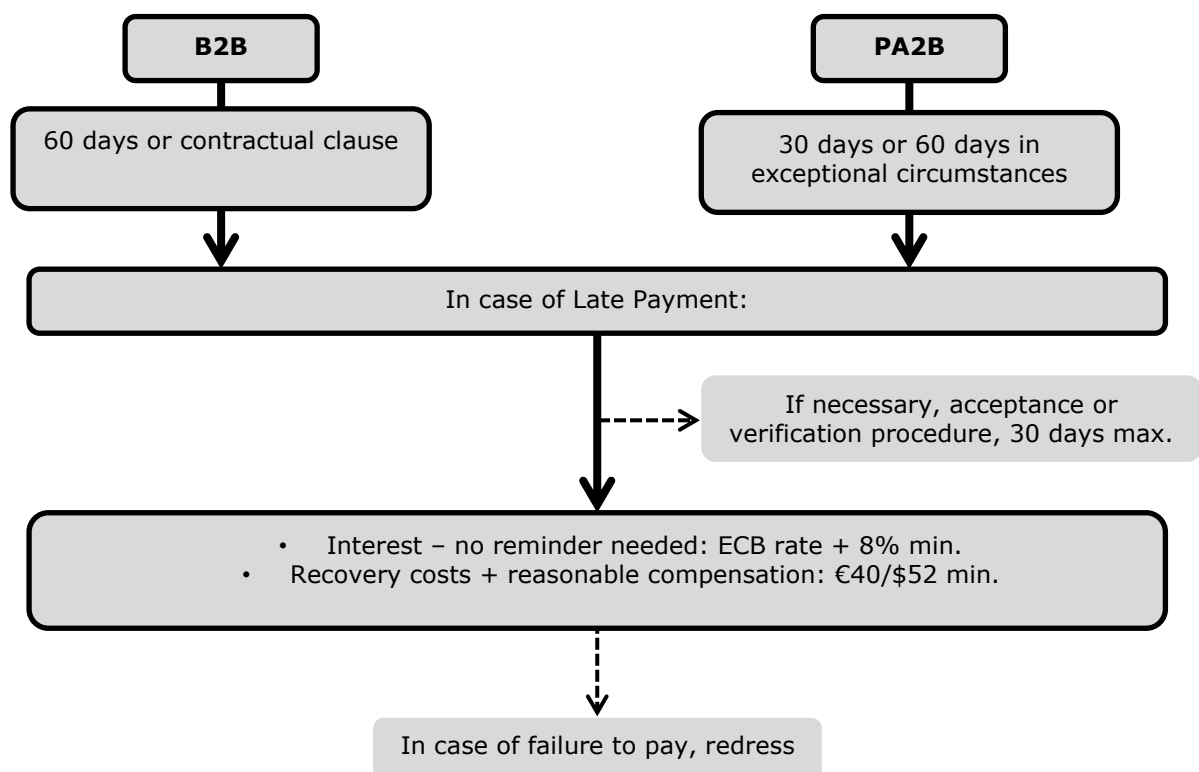 B2B
PA2B
60 days or contractual clause
30 days or 60 days in
exceptional circumstances
In case of Late Payment:
If necessary, acceptance or
verification procedure, 30 days max.
• Interest – no reminder needed: ECB rate + 8% min.
• Recovery costs + reasonable compensation: €40/$52 min.
In case of failure to pay, redress